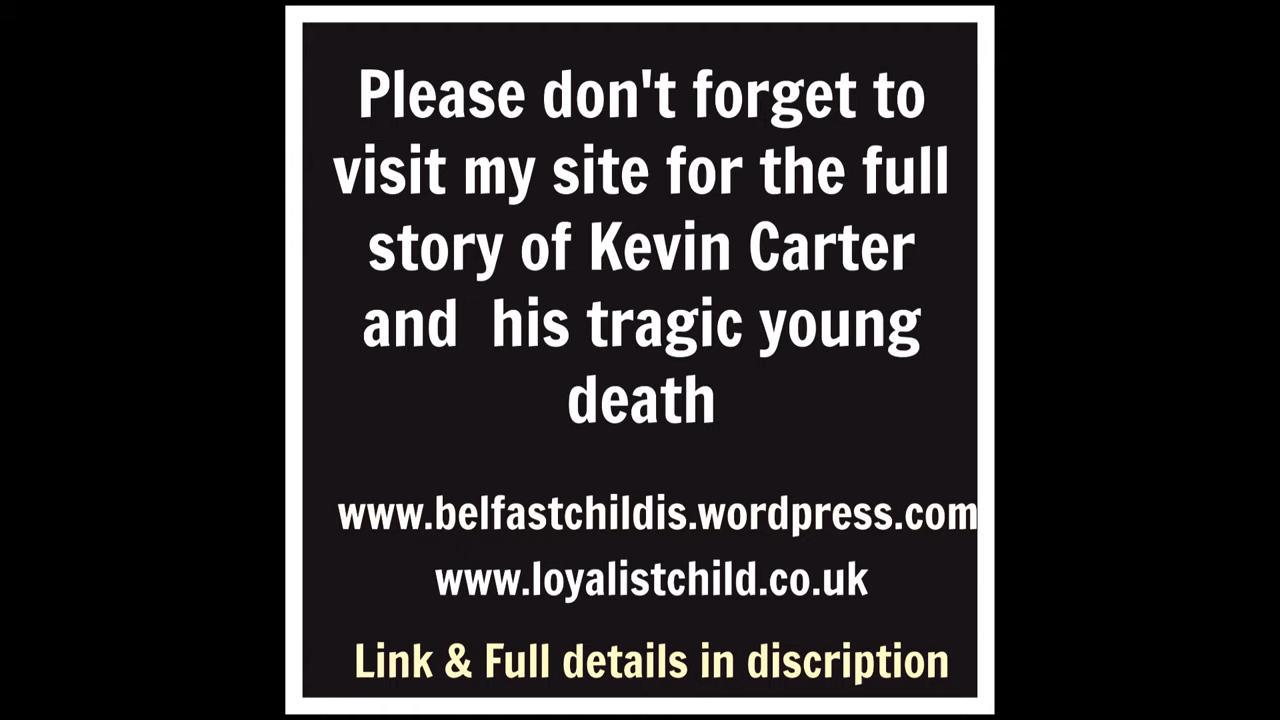 Please don't forget to
visit my site for the full
story of Kevin Carter
and his tragic young
death
www.belfastchildis.wordpress.com
www.loyalistchild.co.uk
Link & Full details in discription